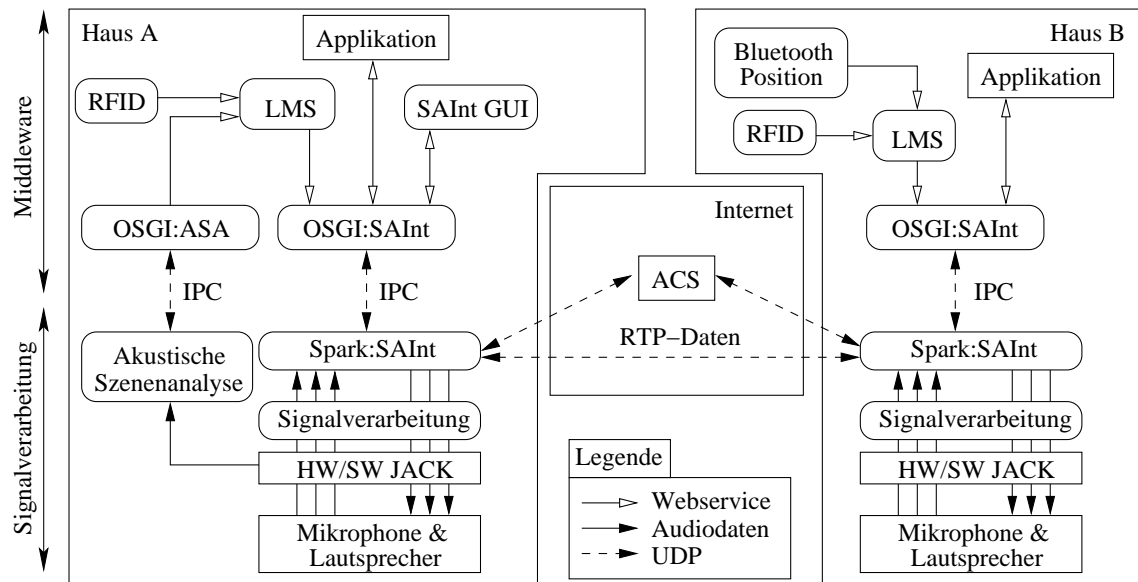 Middleware
Signalverarbeitung
Haus A
Applikation
RFID
LMS
SAInt GUI
OSGI:ASA
OSGI:SAInt
IPC
IPC
Akustische
Szenenanalyse
Spark:SAInt
Signalverarbeitung
HW/SW JACK
Mikrophone &
Lautsprecher
Internet
ACS
RTP−Daten
Legende
Webservice
Audiodaten
UDP
Haus B
Bluetooth
Position
Applikation
RFID
LMS
OSGI:SAInt
IPC
Spark:SAInt
Signalverarbeitung
HW/SW JACK
Mikrophone &
Lautsprecher